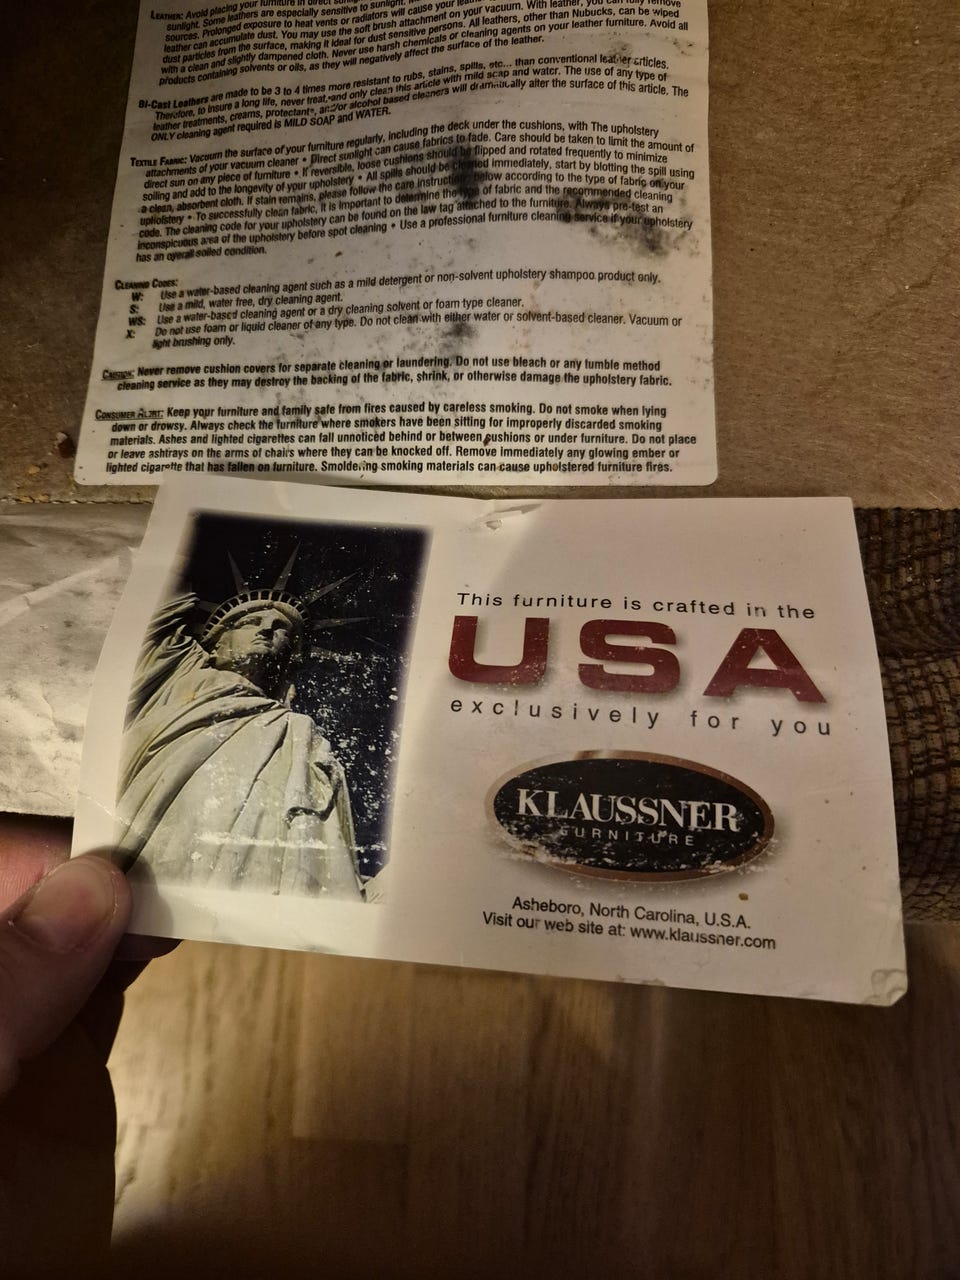 LEATHER: Avoid placing your furniture in direct
sunlight. Some leathers are especially sensitive to sunlight.
sources. Prolonged exposure to heat vents or radiators will cause your
leather can accumulate dust. You may use the soft brush attachment on your vacuum. With leather, you can fully remove
dust particles from the surface, making it ideal for dust sensitive persons. All leathers, other than Nubucks, can be wiped
with a clean and slightly dampened cloth. Never use harsh chemicals or cleaning agents on your leather furniture. Avoid all
products containing solvents or oils, as they will negatively affect the surface of the leather.
BI-CAST LEATHERS are made to be 3 to 4 times more resistant to rubs, stains, spills, etc... than conventional leather articles.
Therefore, to insure a long life, never treat, and only clean this article with mild soap and water. The use of any type of
leather treatments, creams, protectants, and/or alcohol based cleaners will dramatically alter the surface of this article. The
ONLY cleaning agent required is MILD SOAP and WATER.
TEXTILE FABRIC: Vacuum the surface of your furniture regularly, including the deck under the cushions, with The upholstery
attachments of your vacuum cleaner • Direct sunlight can cause fabrics to fade. Care should be taken to limit the amount of
direct sun on any piece of furniture • If reversible, loose cushions should be flipped and rotated frequently to minimize
soiling and add to the longevity of your upholstery • All spills should be cleaned immediately, start by blotting the spill using
a clean, absorbent cloth. If stain remains, please follow the care instructions below according to the type of fabric on your
upholstery • To successfully clean fabric, it is important to determine the type of fabric and the recommended cleaning
code. The cleaning code for your upholstery can be found on the law tag attached to the furniture. Always pre-test an
inconspicuous area of the upholstery before spot cleaning • Use a professional furniture cleaning service if your upholstery
has an overall soiled condition.
CLEANING CODES:
W: Use a water-based cleaning agent such as a mild detergent or non-solvent upholstery shampoo product only.
S: Use a mild, water free, dry cleaning agent.
WS: Use a water-based cleaning agent or a dry cleaning solvent or foam type cleaner.
X: Do not use foam or liquid cleaner of any type. Do not clean with either water or solvent-based cleaner. Vacuum or
light brushing only.
CAUTION: Never remove cushion covers for separate cleaning or laundering. Do not use bleach or any tumble method
cleaning service as they may destroy the backing of the fabric, shrink, or otherwise damage the upholstery fabric.
CONSUMER ALERT: Keep your furniture and family safe from fires caused by careless smoking. Do not smoke when lying
down or drowsy. Always check the furniture where smokers have been sitting for improperly discarded smoking
materials. Ashes and lighted cigarettes can fall unnoticed behind or between cushions or under furniture. Do not place
or leave ashtrays on the arms of chairs where they can be knocked off. Remove immediately any glowing ember or
lighted cigarette that has fallen on furniture. Smoldering smoking materials can cause upholstered furniture fires.
This furniture is crafted in the
USA
exclusively for you
KLAUSSNER
FURNITURE
Asheboro, North Carolina, U.S.A.
Visit our web site at: www.klaussner.com